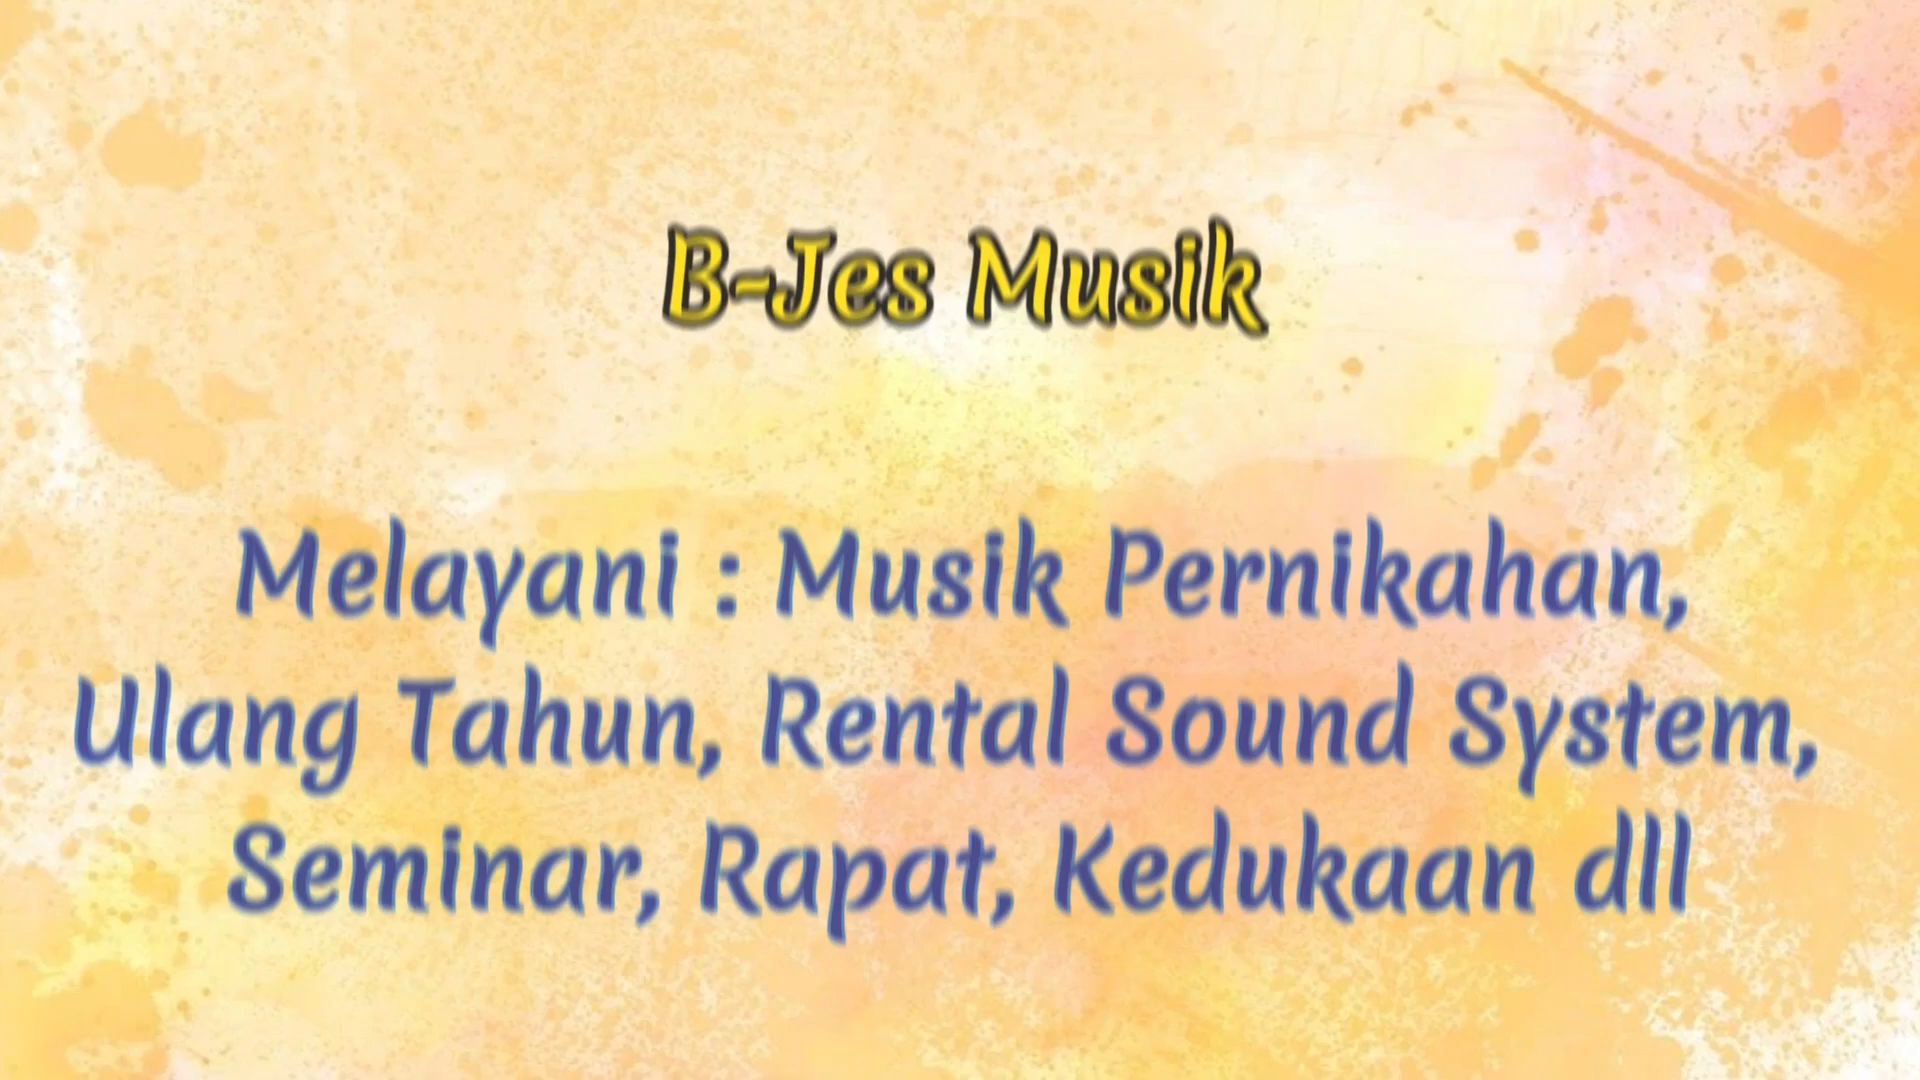 B-Jes Musik
Melayani : Musik Pernikahan,
Ulang Tahun, Rental Sound System,
Seminar, Rapat, Kedukaan dll